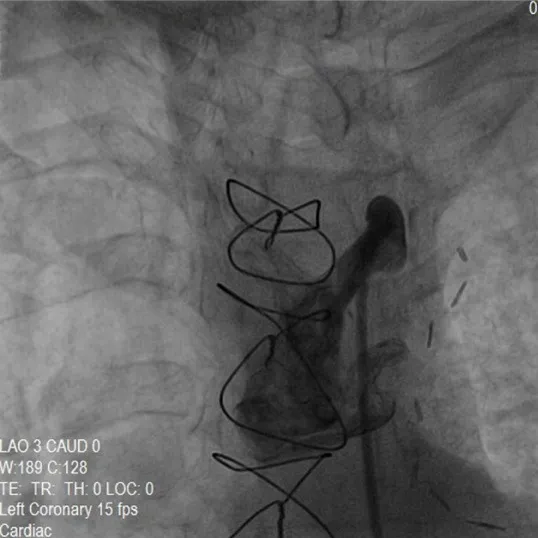 0
LAO 3 CAUD 0
W:189 C:128
TE: TR: TH: 0 LOC: 0
Left Coronary 15 fps
Cardiac